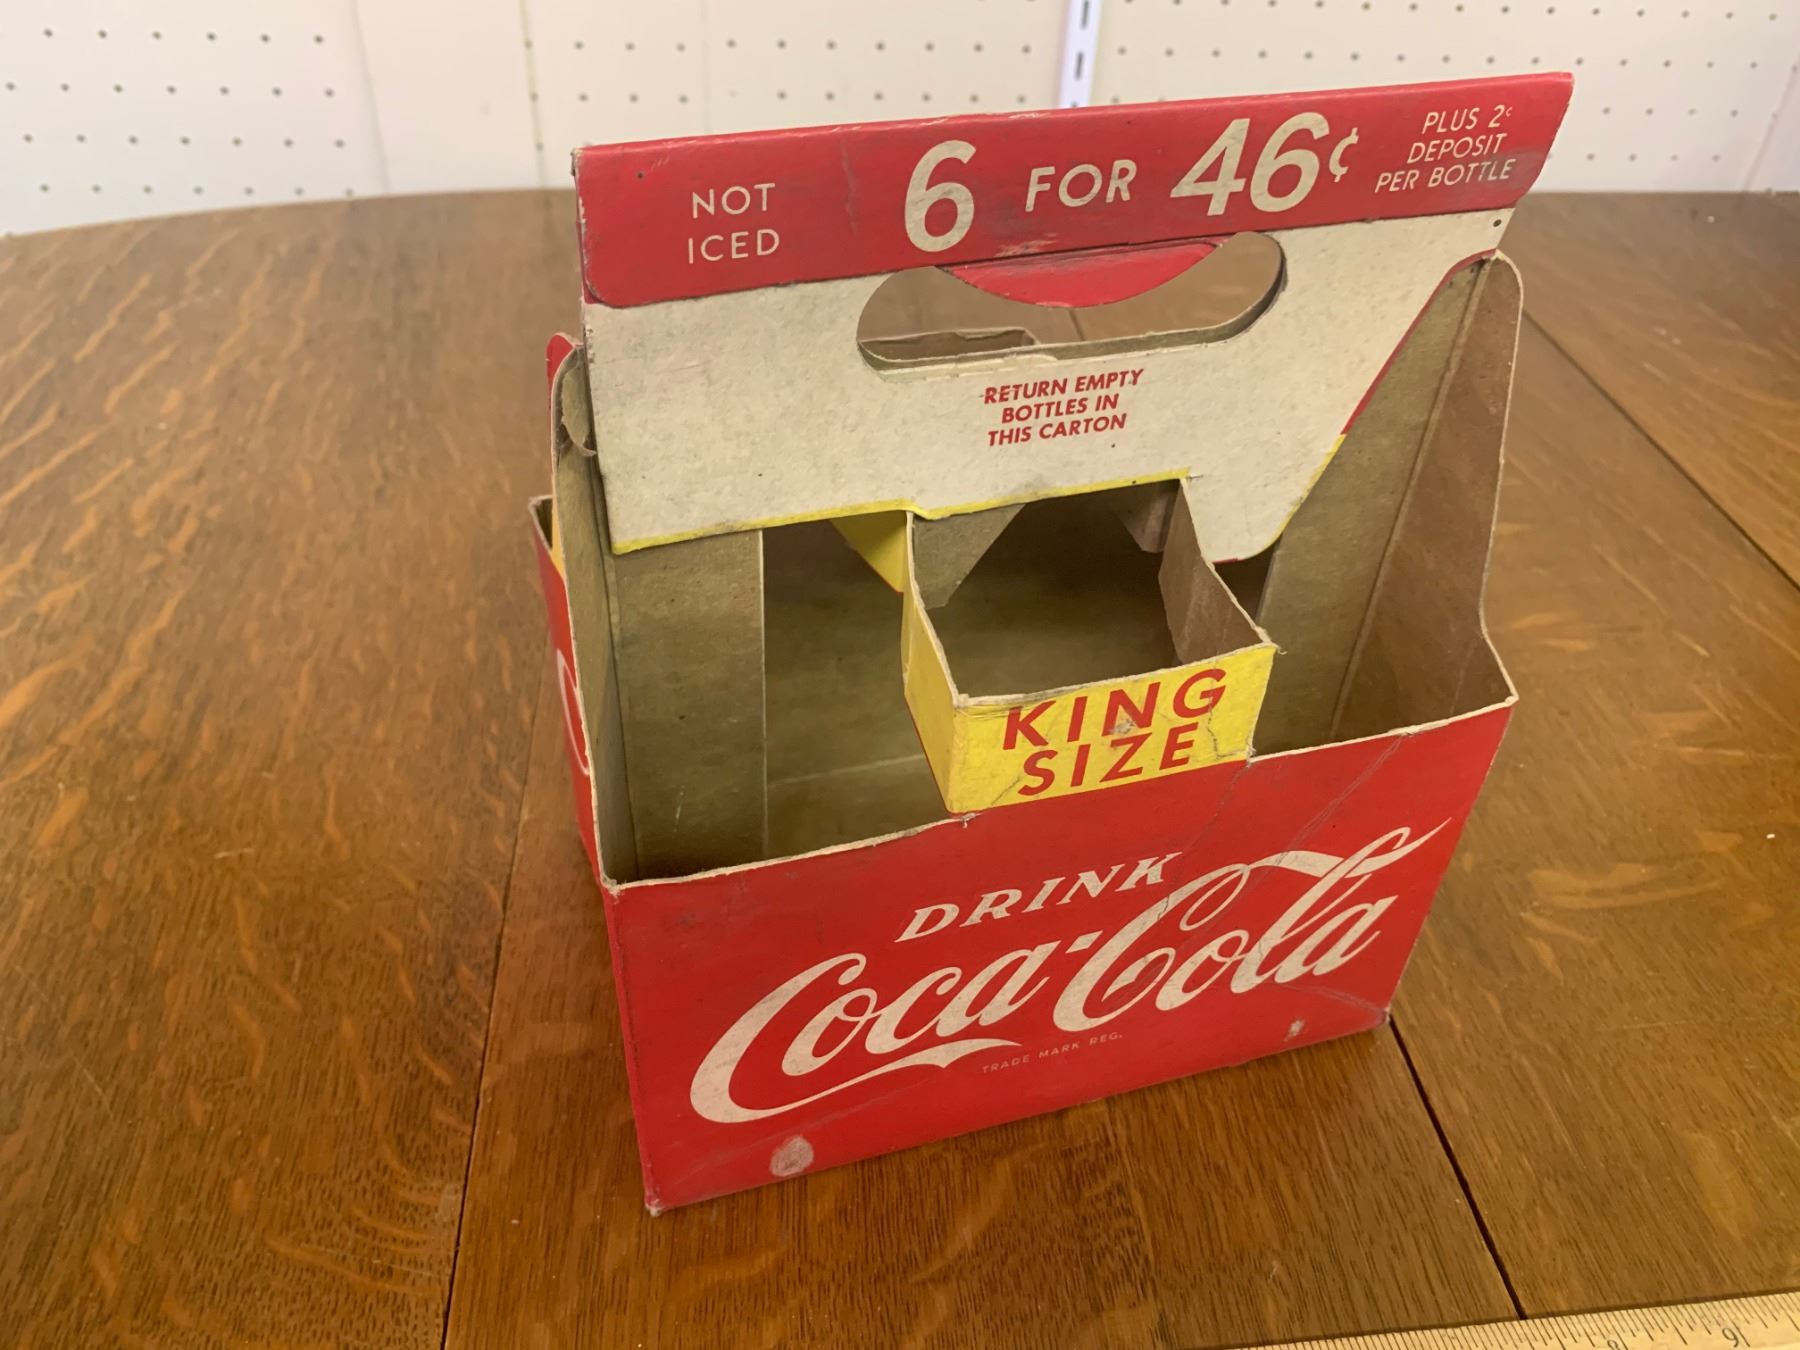 NOT
ICED
6 FOR 46¢
PLUS 2¢
DEPOSIT
PER BOTTLE
RETURN EMPTY
BOTTLES IN
THIS CARTON
KING
SIZE
DRINK
Coca-Cola
TRADE MARK REG.